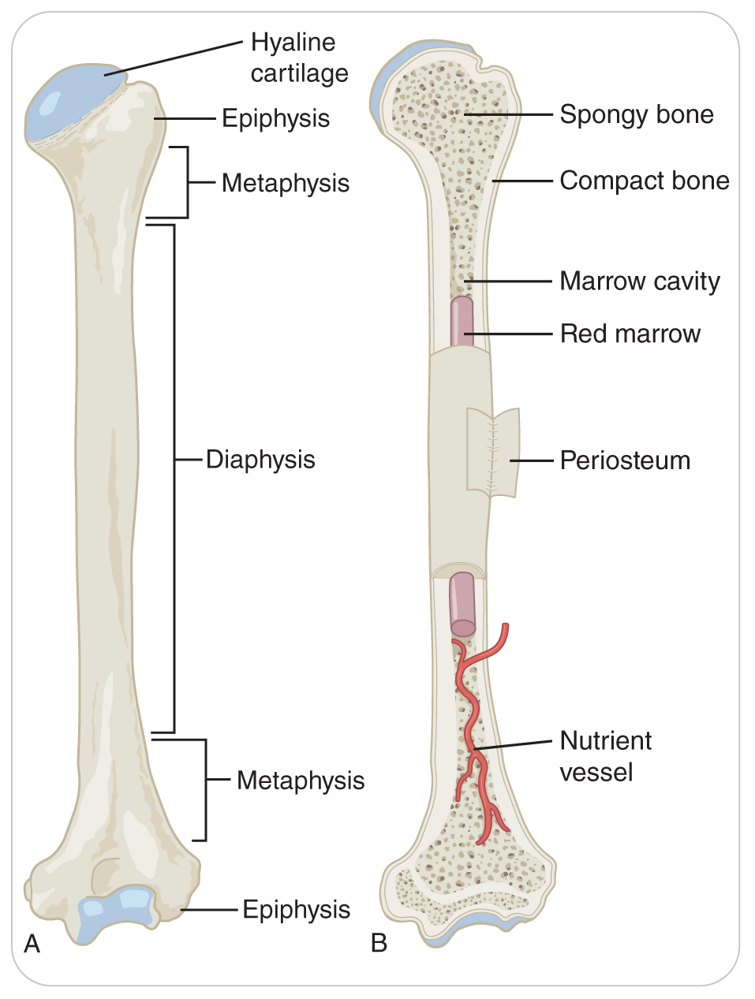 Hyaline
cartilage
Epiphysis
Metaphysis
Diaphysis
Metaphysis
Epiphysis
A
Spongy bone
Compact bone
Marrow cavity
Red marrow
Periosteum
Nutrient
vessel
B